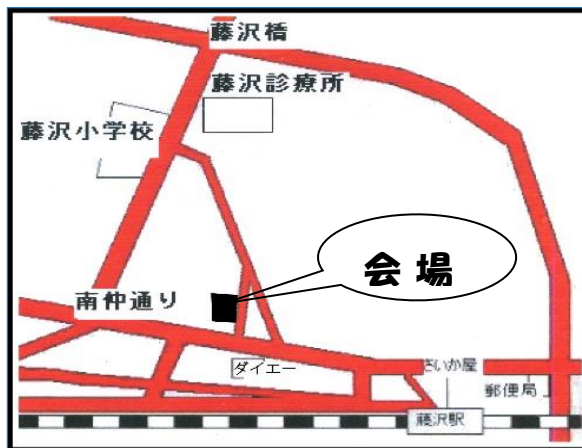 藤沢橋
藤沢診療所
藤沢小学校
会場
南仲通り
ダイエー
さいか屋
郵便局
藤沢駅